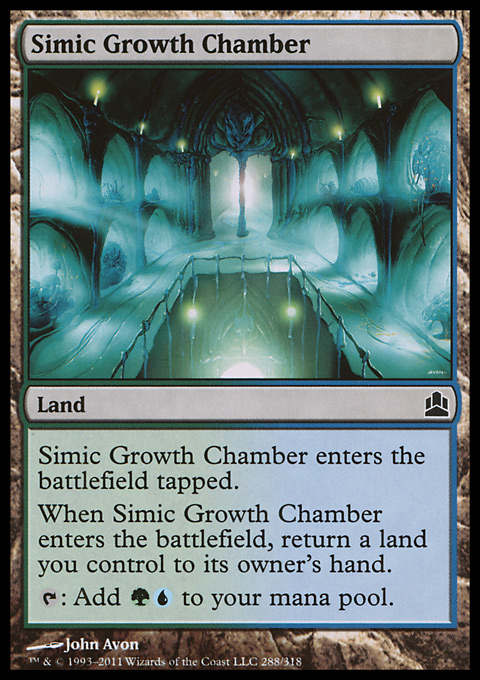 Simic Growth Chamber
AVON
Land
Simic Growth Chamber enters the
battlefield tapped.
When Simic Growth Chamber
enters the battlefield, return a land
you control to its owner's hand.
: Add to your mana pool.
John Avon
™ & © 1993–2011 Wizards of the Coast LLC 288/318